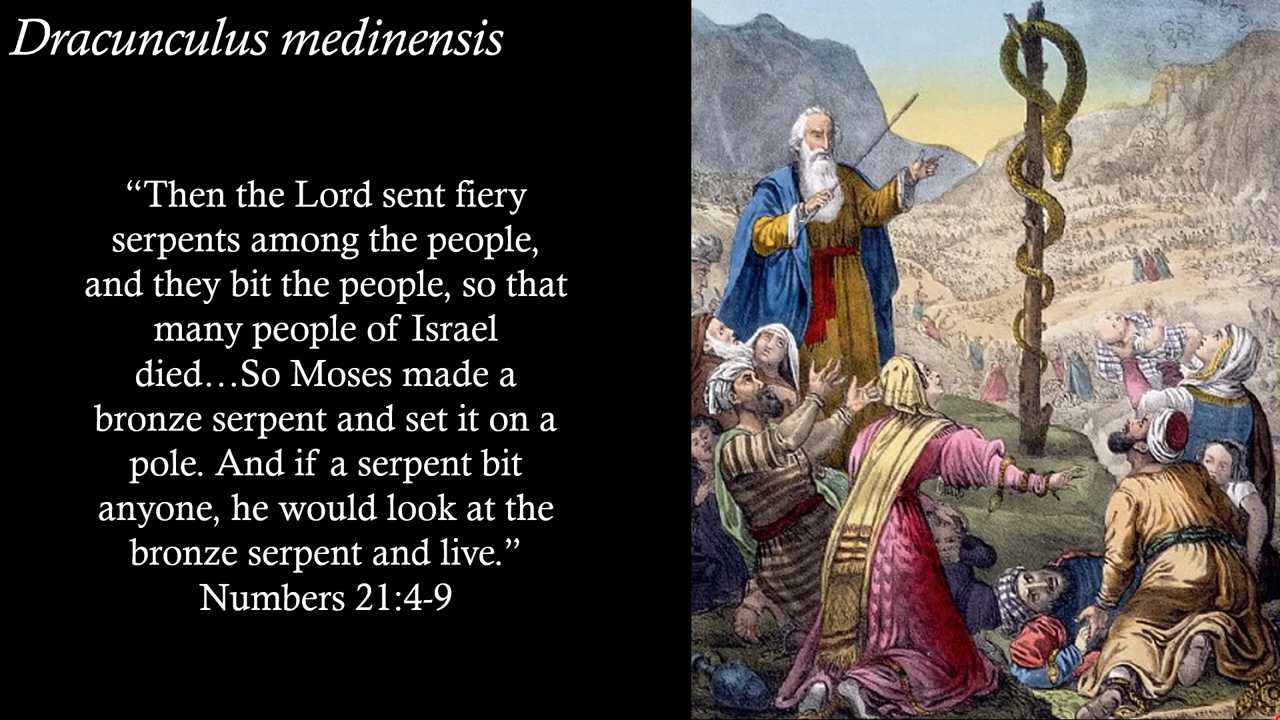 Dracunculus medinensis
“Then the Lord sent fiery
serpents among the people,
and they bit the people, so that
many people of Israel
died…So Moses made a
bronze serpent and set it on a
pole. And if a serpent bit
anyone, he would look at the
bronze serpent and live.”
Numbers 21:4-9